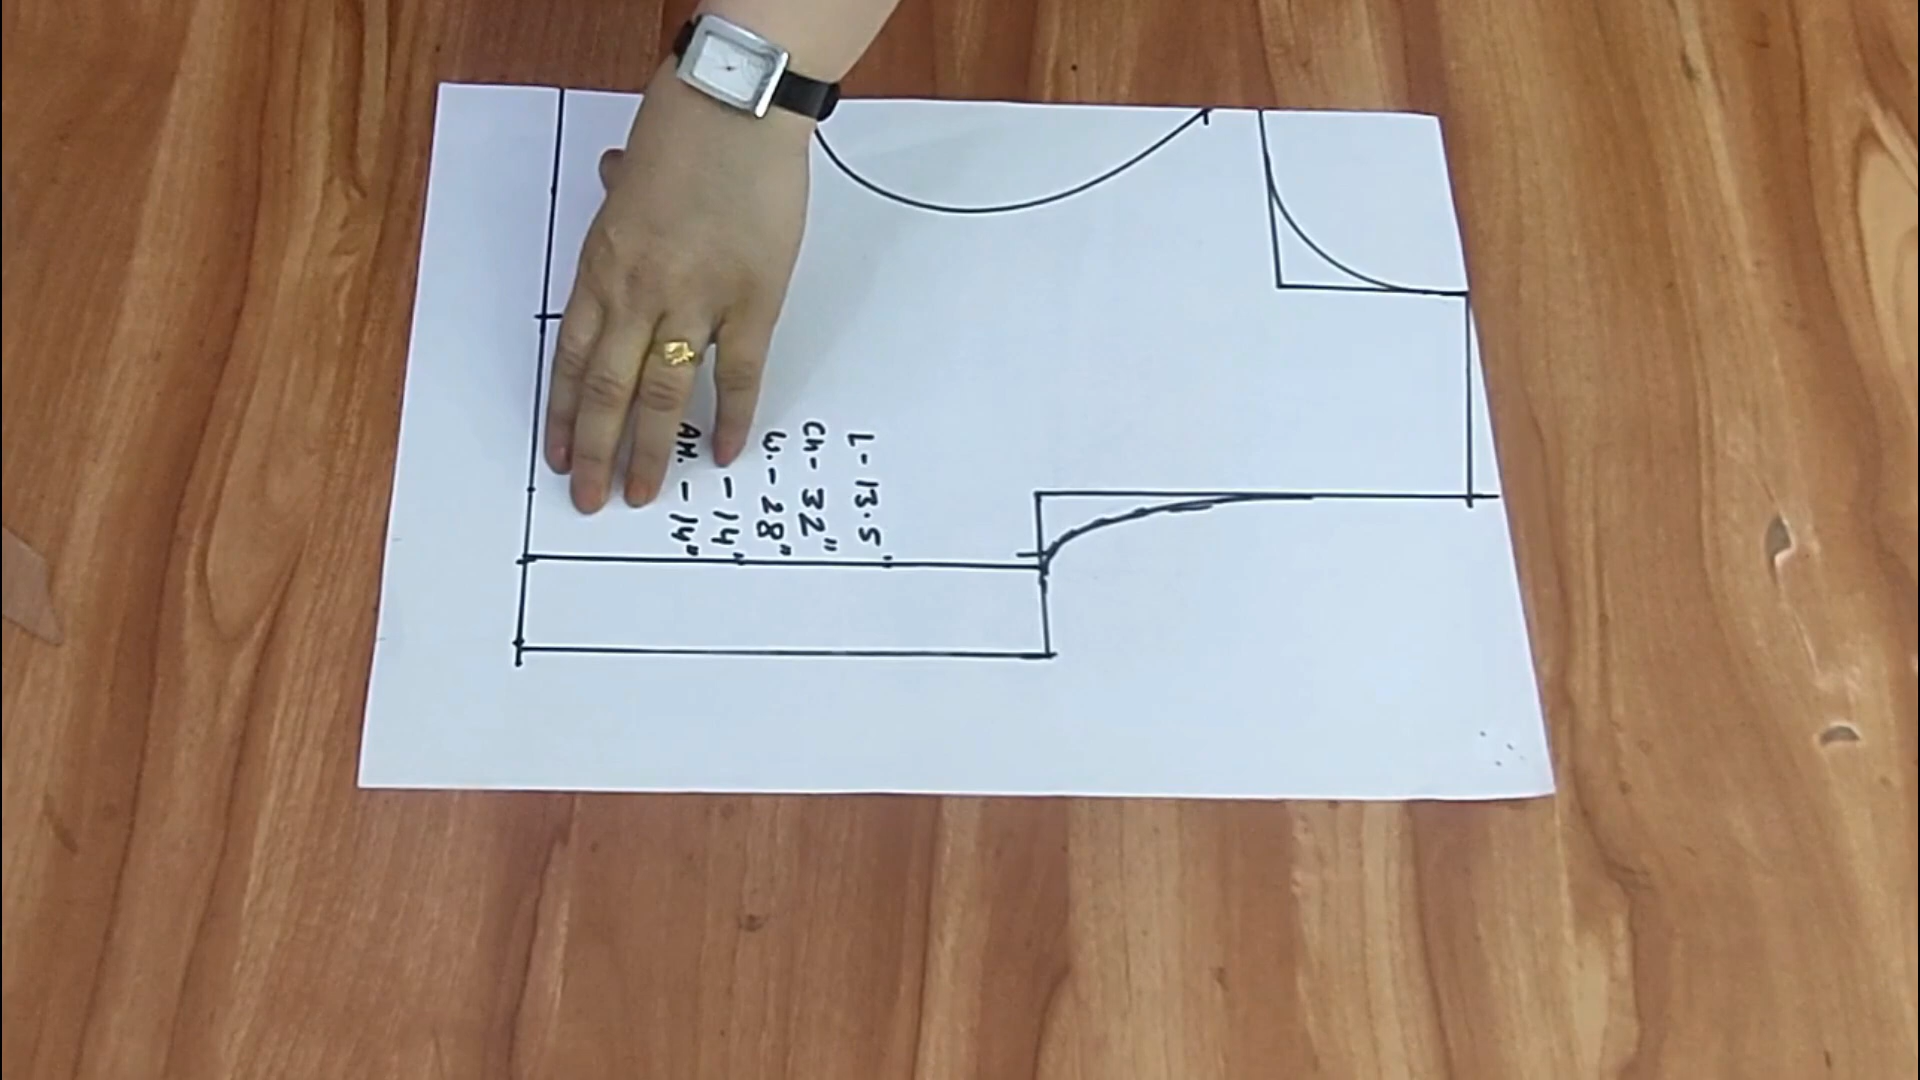 L - 13.5"
Ch - 32"
W. - 28"
- 14"
AH. - 14"